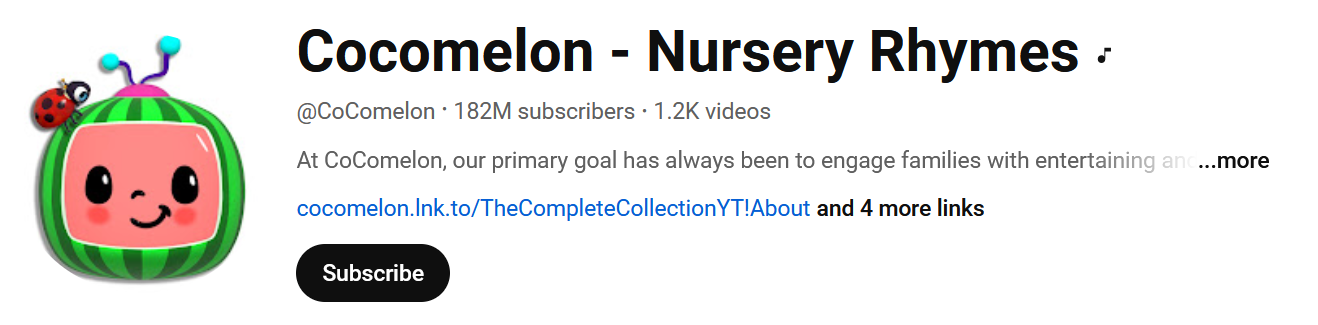 Cocomelon - Nursery Rhymes
@CoComelon · 182M subscribers · 1.2K videos
At CoComelon, our primary goal has always been to engage families with entertaining and ...more
cocomelon.lnk.to/TheCompleteCollectionYT!About and 4 more links
Subscribe